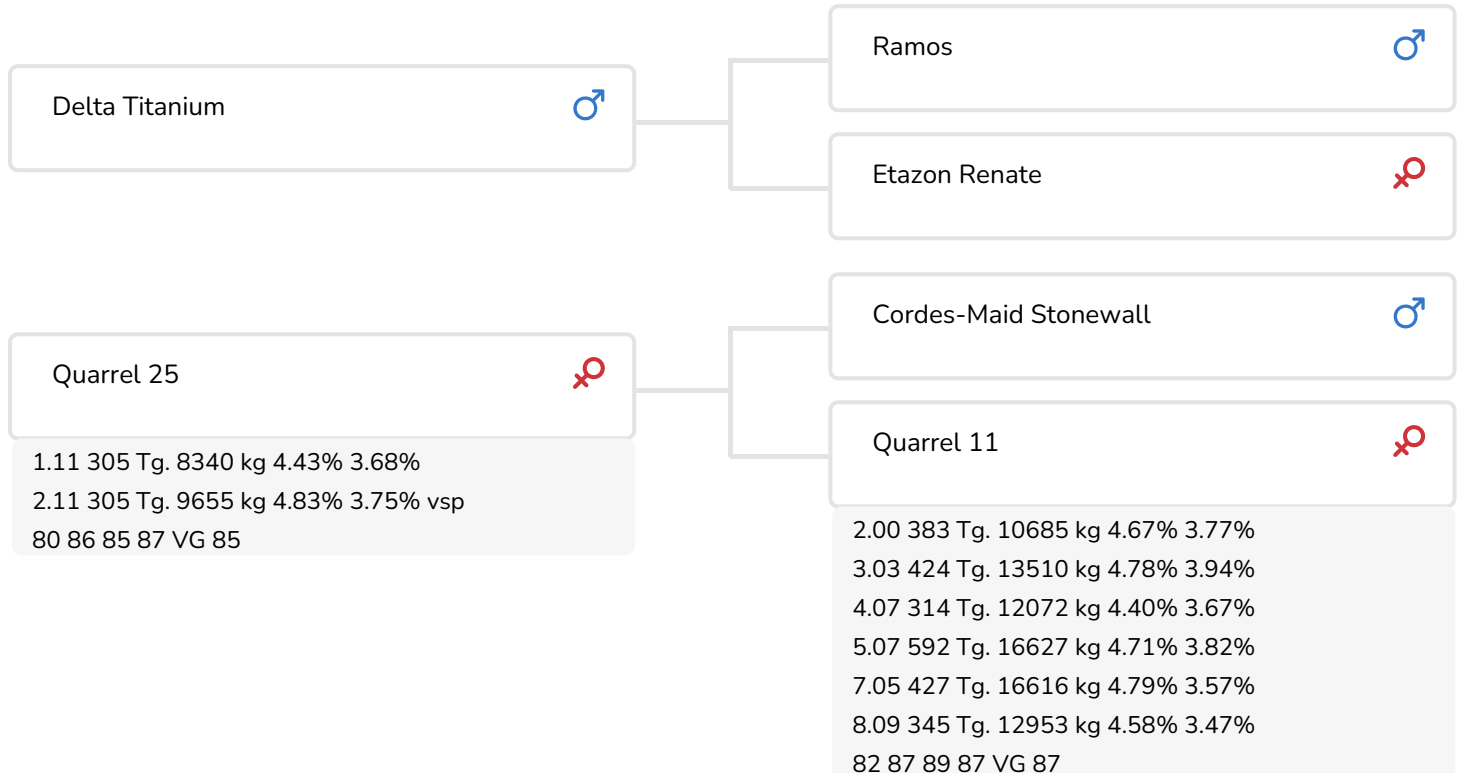 Delta Titanium
Ramos
Etazon Renate
Quarrel 25
1.11 305 Tg. 8340 kg 4.43% 3.68%
2.11 305 Tg. 9655 kg 4.83% 3.75% vsp
80 86 85 87 VG 85
Cordes-Maid Stonewall
Quarrel 11
2.00 383 Tg. 10685 kg 4.67% 3.77%
3.03 424 Tg. 13510 kg 4.78% 3.94%
4.07 314 Tg. 12072 kg 4.40% 3.67%
5.07 592 Tg. 16627 kg 4.71% 3.82%
7.05 427 Tg. 16616 kg 4.79% 3.57%
8.09 345 Tg. 12953 kg 4.58% 3.47%
82 87 89 87 VG 87